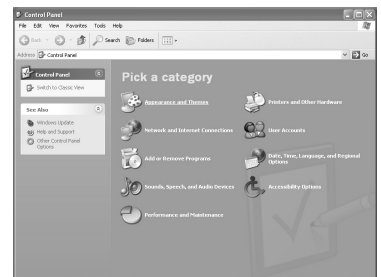 Control Panel
File Edit View Favorites Tools Help
Back Search Folders
Address Control Panel Go
Control Panel
Switch to Classic View
See Also
Windows Update
Help and Support
Other Control Panel
Options
Pick a category
Appearance and Themes
Printers and Other Hardware
Network and Internet Connections
User Accounts
Add or Remove Programs
Date, Time, Language, and Regional
Options
Sounds, Speech, and Audio Devices
Accessibility Options
Performance and Maintenance